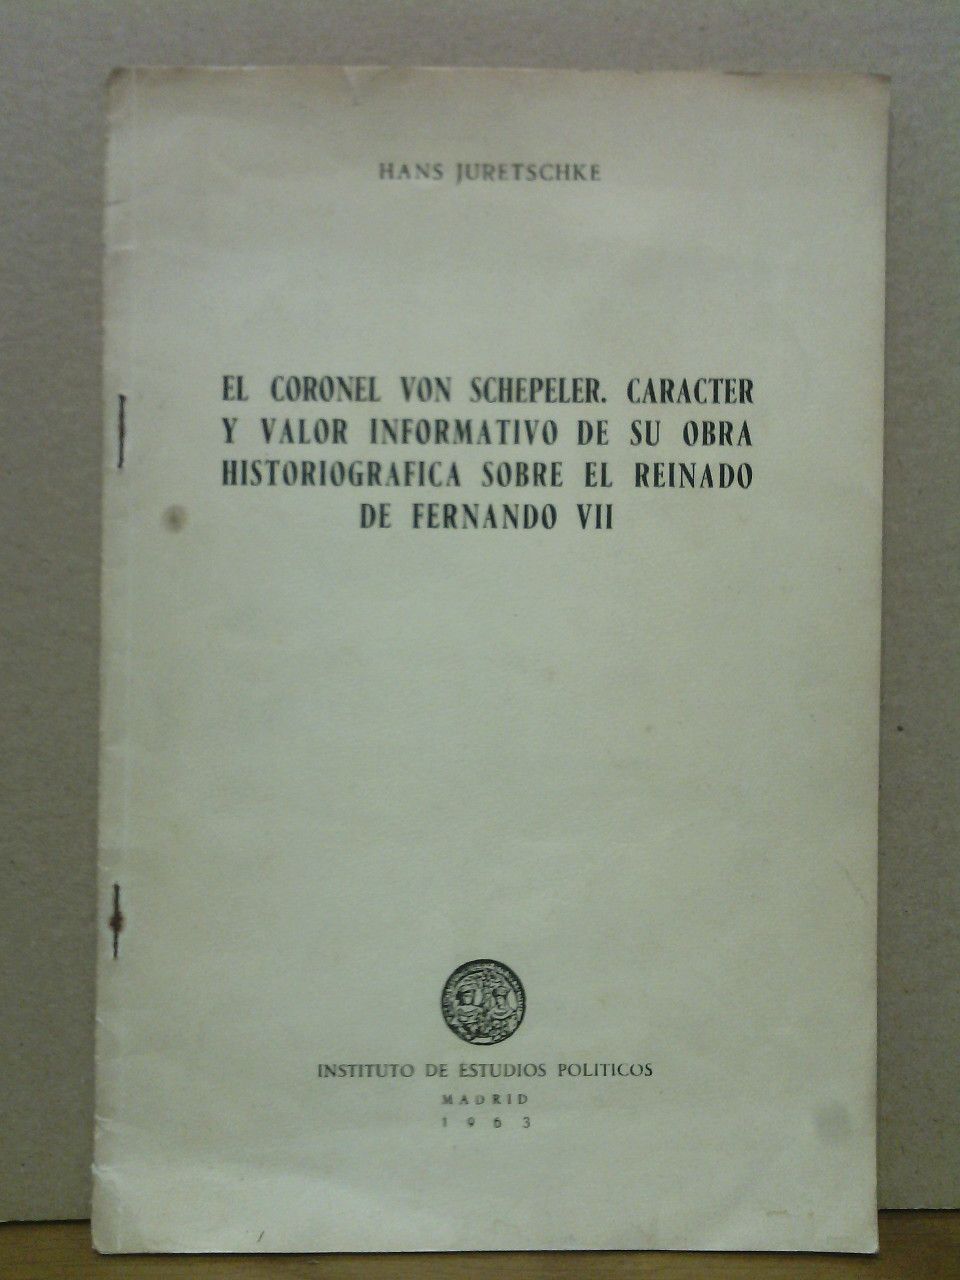 HANS JURETSCHKE
EL CORONEL VON SCHEPELER. CARACTER
Y VALOR INFORMATIVO DE SU OBRA
HISTORIOGRAFICA SOBRE EL REINADO
DE FERNANDO VII
INSTITUTO DE ESTUDIOS POLITICOS
MADRID
1963